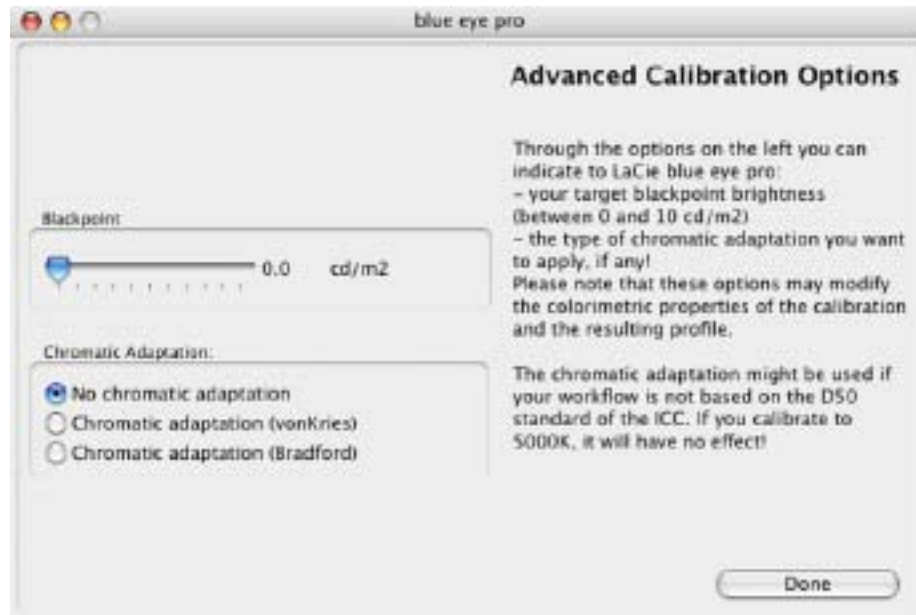 blue eye pro
Advanced Calibration Options
Through the options on the left you can
indicate to LaCie blue eye pro:
– your target blackpoint brightness
(between 0 and 10 cd/m2)
– the type of chromatic adaptation you want
to apply, if any!
Please note that these options may modify
the colorimetric properties of the calibration
and the resulting profile.
The chromatic adaptation might be used if
your workflow is not based on the D50
standard of the ICC. If you calibrate to
5000K, it will have no effect!
Blackpoint
0.0 cd/m2
Chromatic Adaptation:
No chromatic adaptation
Chromatic adaptation (vonKries)
Chromatic adaptation (Bradford)
Done